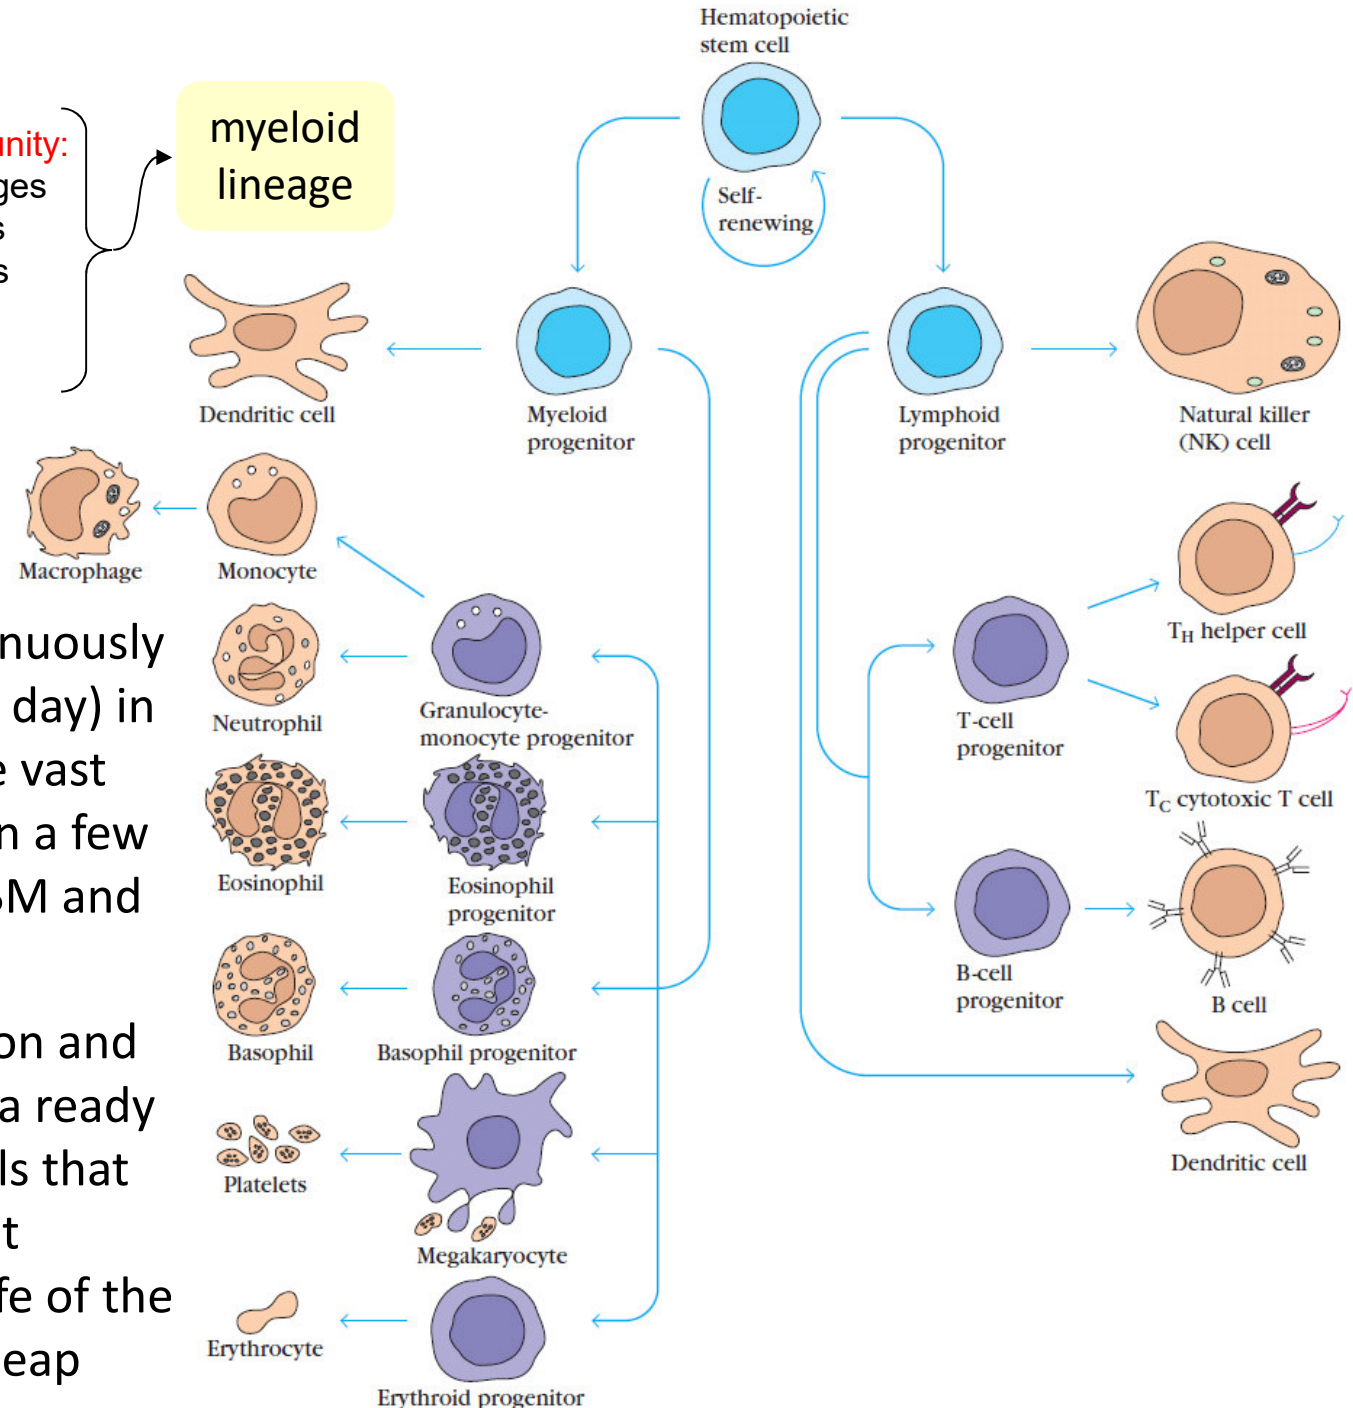 Hematopoietic
stem cell
myeloid
lineage
unity:
ges
s
s
Self-
renewing
Dendritic cell
Myeloid
progenitor
Lymphoid
progenitor
Natural killer
(NK) cell
Macrophage
Monocyte
TH helper cell
nuously
day) in
e vast
n a few
BM and
Neutrophil
Granulocyte-
monocyte progenitor
T-cell
progenitor
TC cytotoxic T cell
Eosinophil
Eosinophil
progenitor
B-cell
progenitor
B cell
on and
a ready
ls that
t
fe of the
eap
Basophil
Basophil progenitor
Platelets
Megakaryocyte
Dendritic cell
Erythrocyte
Erythroid progenitor